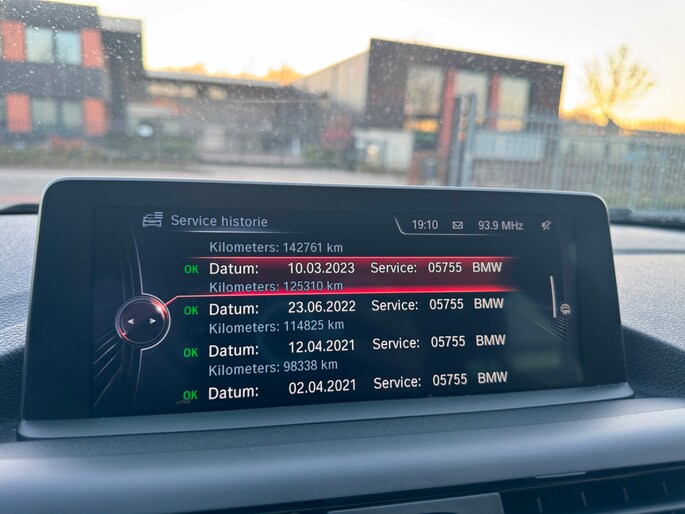 Service historie 19:10 93.9 MHz
Kilometers: 142761 km
OK Datum: 10.03.2023 Service: 05755 BMW
Kilometers: 125310 km
OK Datum: 23.06.2022 Service: 05755 BMW
Kilometers: 114825 km
OK Datum: 12.04.2021 Service: 05755 BMW
Kilometers: 98338 km
OK Datum: 02.04.2021 Service: 05755 BMW